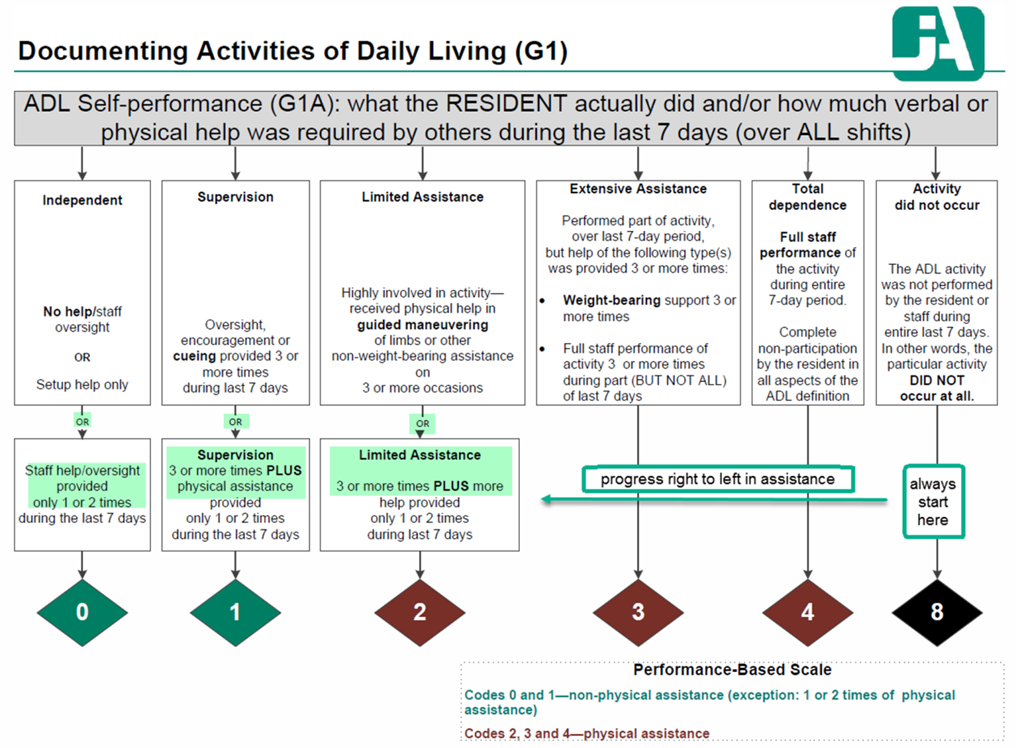 Documenting Activities of Daily Living (G1)
jA
ADL Self-performance (G1A): what the RESIDENT actually did and/or how much verbal or
physical help was required by others during the last 7 days (over ALL shifts)
Independent
No help/staff
oversight
OR
Setup help only
OR
Staff help/oversight
provided
only 1 or 2 times
during the last 7 days
0
Supervision
Oversight,
encouragement or
cueing provided 3 or
more times
during last 7 days
OR
Supervision
3 or more times PLUS
physical assistance
provided
only 1 or 2 times
during the last 7 days
1
Limited Assistance
Highly involved in activity—
received physical help in
guided maneuvering
of limbs or other
non-weight-bearing assistance
on
3 or more occasions
OR
Limited Assistance
3 or more times PLUS more
help provided
only 1 or 2 times
during the last 7 days
2
Extensive Assistance
Performed part of activity,
over last 7-day period,
but help of the following type(s)
was provided 3 or more times:
• Weight-bearing support 3 or
more times
• Full staff performance of
activity 3 or more times
during part (BUT NOT ALL)
of last 7 days
3
Total
dependence
Full staff
performance of
the activity
during entire
7-day period.
Complete
non-participation
by the resident in
all aspects of the
ADL definition
4
Activity
did not occur
The ADL activity
was not performed
by the resident or
staff during
entire last 7 days.
In other words, the
particular activity
DID NOT
occur at all.
progress right to left in assistance
always
start
here
8
Performance-Based Scale
Codes 0 and 1—non-physical assistance (exception: 1 or 2 times of physical
assistance)
Codes 2, 3 and 4—physical assistance